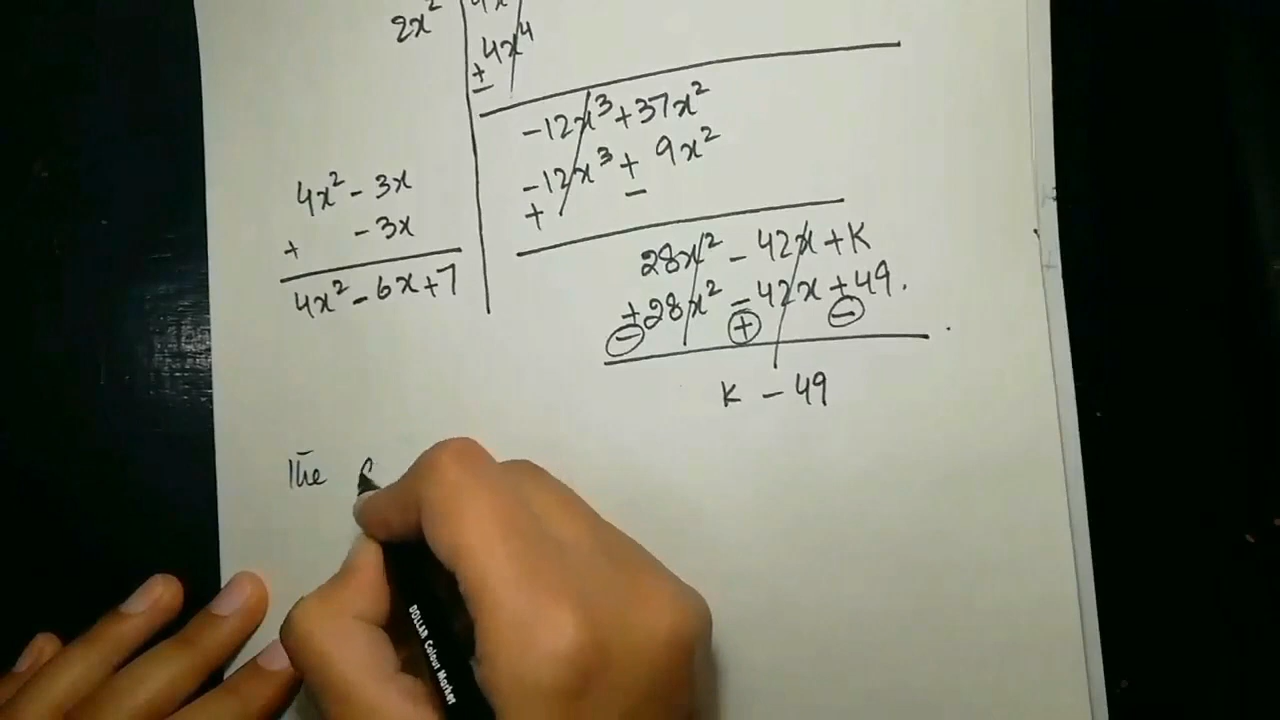 2x² 4x⁴
+ 4x⁴
−
-12x³ + 37x²
-12x³ + 9x²
+ −
4x² - 3x
+ - 3x
4x² - 6x + 7
28x² - 42x + K
+28x² - 42x + 49.
− + −
K - 49
The
DOLLAR Colour Marker